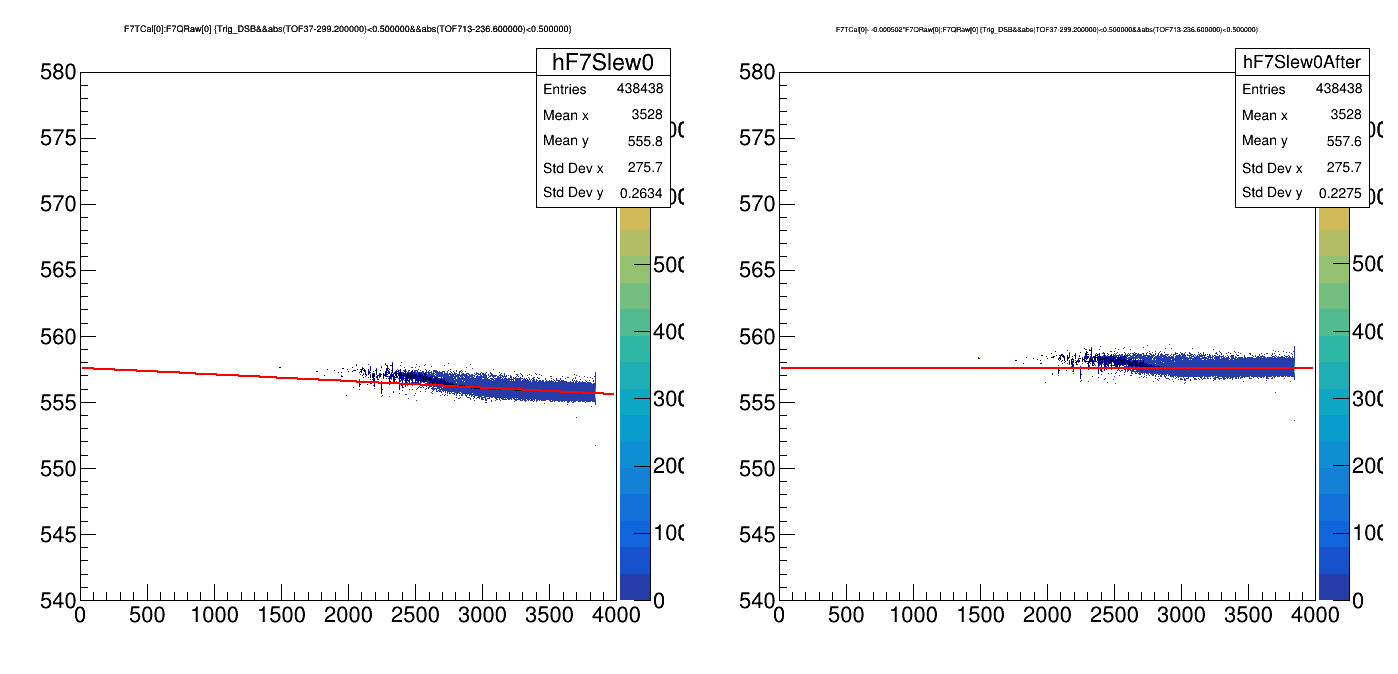 F7TCal[0]:F7QRaw[0] {Trig_DSB&&abs(TOF37-299.200000)<0.500000&&abs(TOF713-236.600000)<0.500000}
hF7Slew0
Entries 438438
Mean x 3528
Mean y 555.8
Std Dev x 275.7
Std Dev y 0.2634
580
575
570
565
560
555
550
545
540
0 500 1000 1500 2000 2500 3000 3500 4000
500
400
300
200
100
0
F7TCal[0]- -0.000502*F7QRaw[0]:F7QRaw[0] {Trig_DSB&&abs(TOF37-299.200000)<0.500000&&abs(TOF713-236.600000)<0.500000}
hF7Slew0After
Entries 438438
Mean x 3528
Mean y 557.6
Std Dev x 275.7
Std Dev y 0.2275
580
575
570
565
560
555
550
545
540
0 500 1000 1500 2000 2500 3000 3500 4000
500
400
300
200
100
0